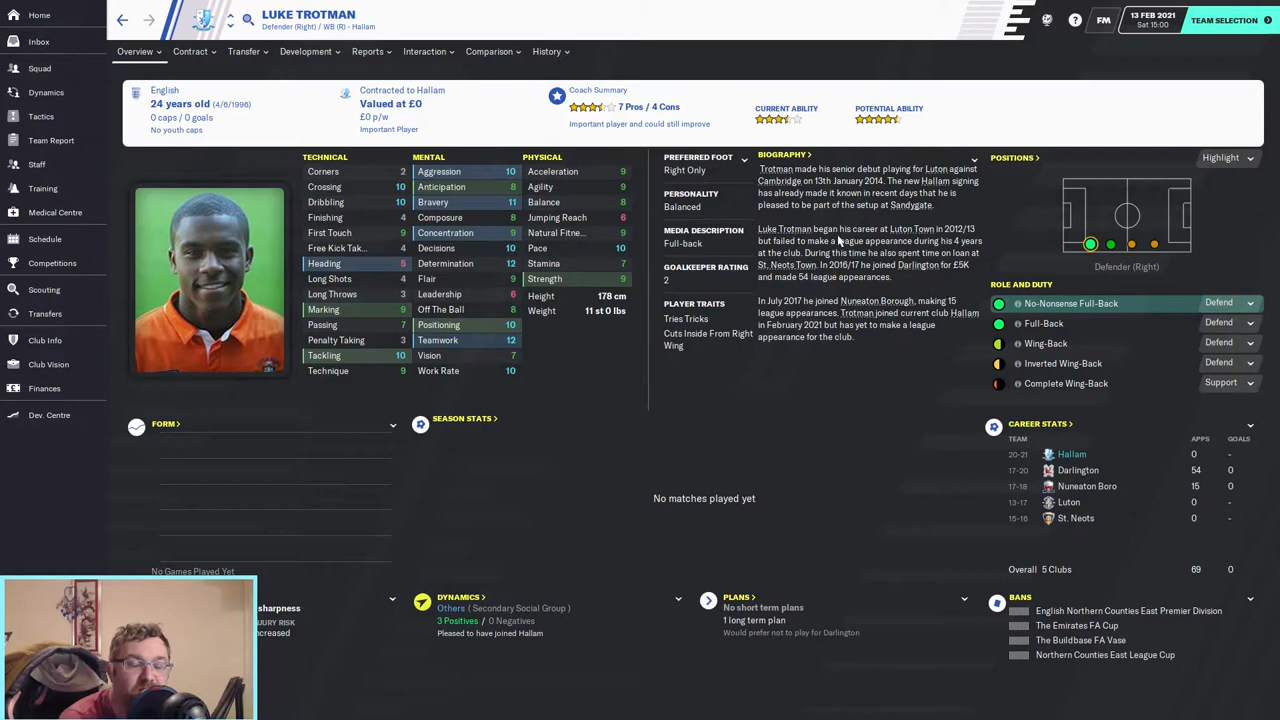 Home
Inbox
Squad
Dynamics
Tactics
Team Report
Staff
Training
Medical Centre
Schedule
Competitions
Scouting
Transfers
Club Info
Club Vision
Finances
Dev. Centre
LUKE TROTMAN
Defender (Right) / WB (R) - Hallam
FM
13 FEB 2021
Sat 15:00
TEAM SELECTION
Overview
Contract
Transfer
Development
Reports
Interaction
Comparison
History
English
24 years old (4/6/1996)
0 caps / 0 goals
No youth caps
Contracted to Hallam
Valued at £0
£0 p/w
Important Player
Coach Summary
7 Pros / 4 Cons
Important player and could still improve
CURRENT ABILITY
POTENTIAL ABILITY
TECHNICAL
Corners 2
Crossing 10
Dribbling 10
Finishing 4
First Touch 9
Free Kick Tak... 4
Heading 5
Long Shots 4
Long Throws 3
Marking 9
Passing 7
Penalty Taking 3
Tackling 10
Technique 9
MENTAL
Aggression 10
Anticipation 8
Bravery 11
Composure 8
Concentration 9
Decisions 10
Determination 12
Flair 9
Leadership 6
Off The Ball 8
Positioning 10
Teamwork 12
Vision 7
Work Rate 10
PHYSICAL
Acceleration 9
Agility 9
Balance 8
Jumping Reach 6
Natural Fitne... 9
Pace 10
Stamina 7
Strength 9
Height 178 cm
Weight 11 st 0 lbs
PREFERRED FOOT
Right Only
PERSONALITY
Balanced
MEDIA DESCRIPTION
Full-back
GOALKEEPER RATING
2
PLAYER TRAITS
Tries Tricks
Cuts Inside From Right
Wing
BIOGRAPHY
Trotman made his senior debut playing for Luton against
Cambridge on 13th January 2014. The new Hallam signing
has already made it known in recent days that he is
pleased to be part of the setup at Sandygate.
Luke Trotman began his career at Luton Town in 2012/13
but failed to make a league appearance during his 4 years
at the club. During this time he also spent time on loan at
St. Neots Town. In 2016/17 he joined Darlington for £5K
and made 54 league appearances.
In July 2017 he joined Nuneaton Borough, making 15
league appearances. Trotman joined current club Hallam
in February 2021 but has yet to make a league
appearance for the club.
POSITIONS
Highlight
Defender (Right)
ROLE AND DUTY
No-Nonsense Full-Back Defend
Full-Back Defend
Wing-Back Defend
Inverted Wing-Back Defend
Complete Wing-Back Support
FORM
No Games Played Yet
SEASON STATS
No matches played yet
CAREER STATS
TEAM APPS GOALS
20-21 Hallam 0 -
17-20 Darlington 54 0
17-18 Nuneaton Boro 15 0
13-17 Luton 0 -
15-16 St. Neots 0 -
Overall 5 Clubs 69 0
sharpness
JURY RISK
creased
DYNAMICS
Others ( Secondary Social Group )
3 Positives / 0 Negatives
Pleased to have joined Hallam
PLANS
No short term plans
1 long term plan
Would prefer not to play for Darlington
BANS
English Northern Counties East Premier Division
The Emirates FA Cup
The Buildbase FA Vase
Northern Counties East League Cup